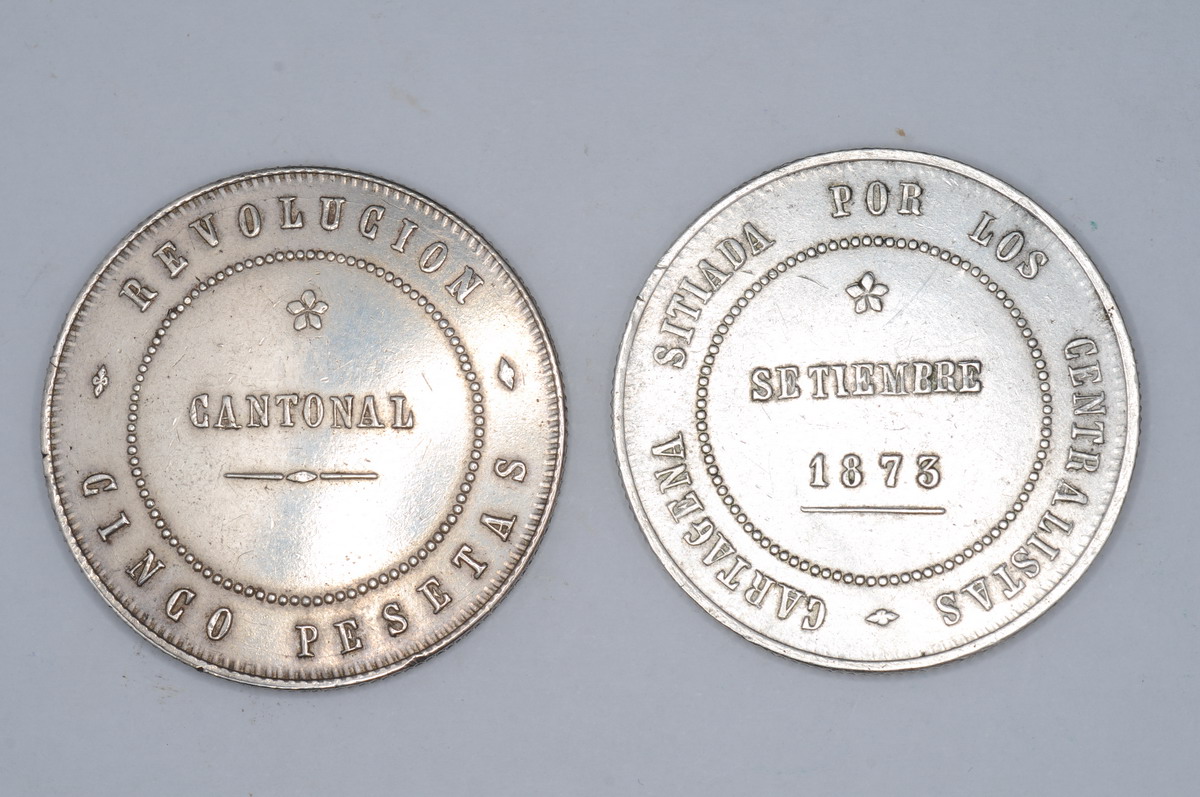 REVOLUCION
CANTONAL
CINCO PESETAS
CARTAGENA SITIADA POR LOS CENTRALISTAS
SETIEMBRE
1873